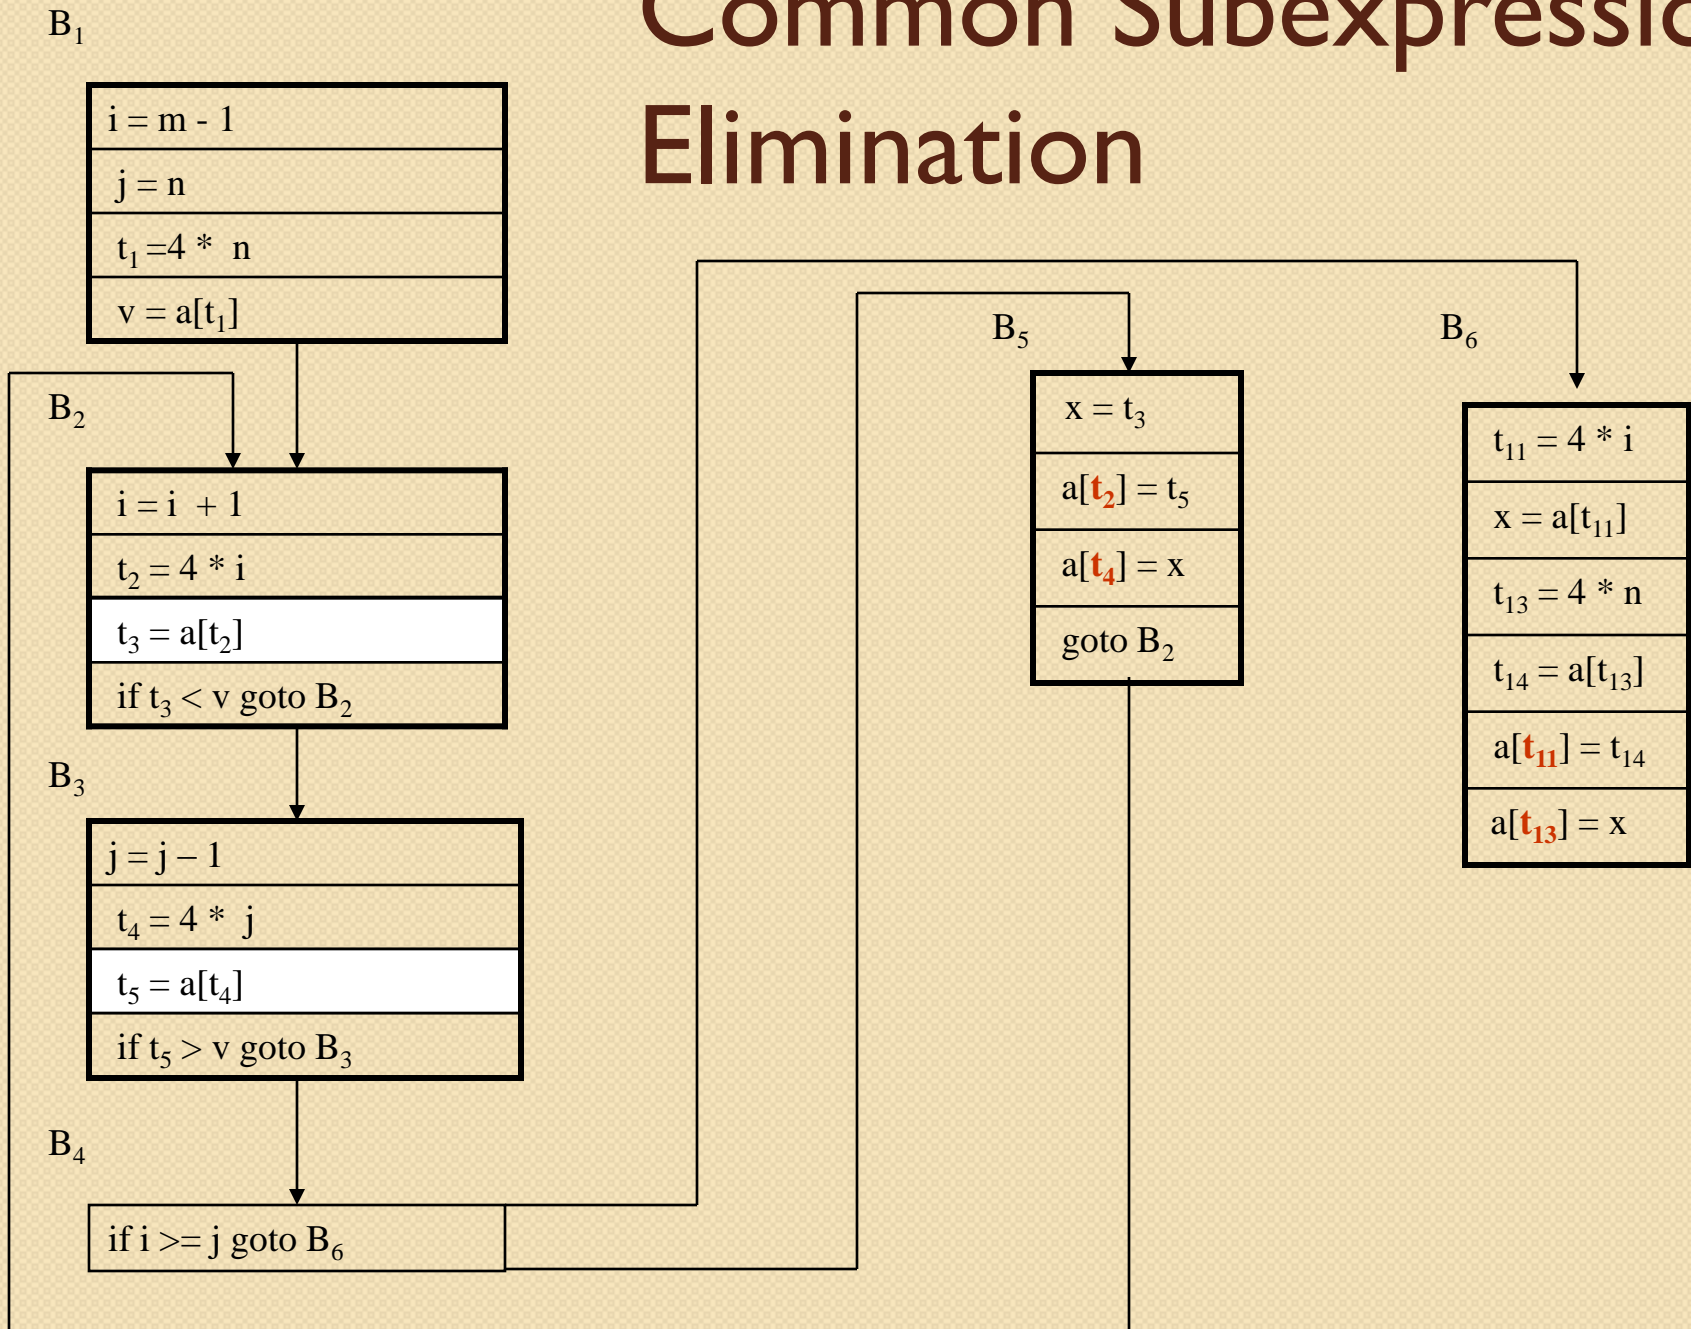 Common Subexpressio
Elimination
B₁
i = m - 1
j = n
t₁ =4 * n
v = a[t₁]
B₂
i = i + 1
t₂ = 4 * i
t₃ = a[t₂]
if t₃ < v goto B₂
B₃
j = j – 1
t₄ = 4 * j
t₅ = a[t₄]
if t₅ > v goto B₃
B₄
if i >= j goto B₆
B₅
x = t₃
a[t₂] = t₅
a[t₄] = x
goto B₂
B₆
t₁₁ = 4 * i
x = a[t₁₁]
t₁₃ = 4 * n
t₁₄ = a[t₁₃]
a[t₁₁] = t₁₄
a[t₁₃] = x